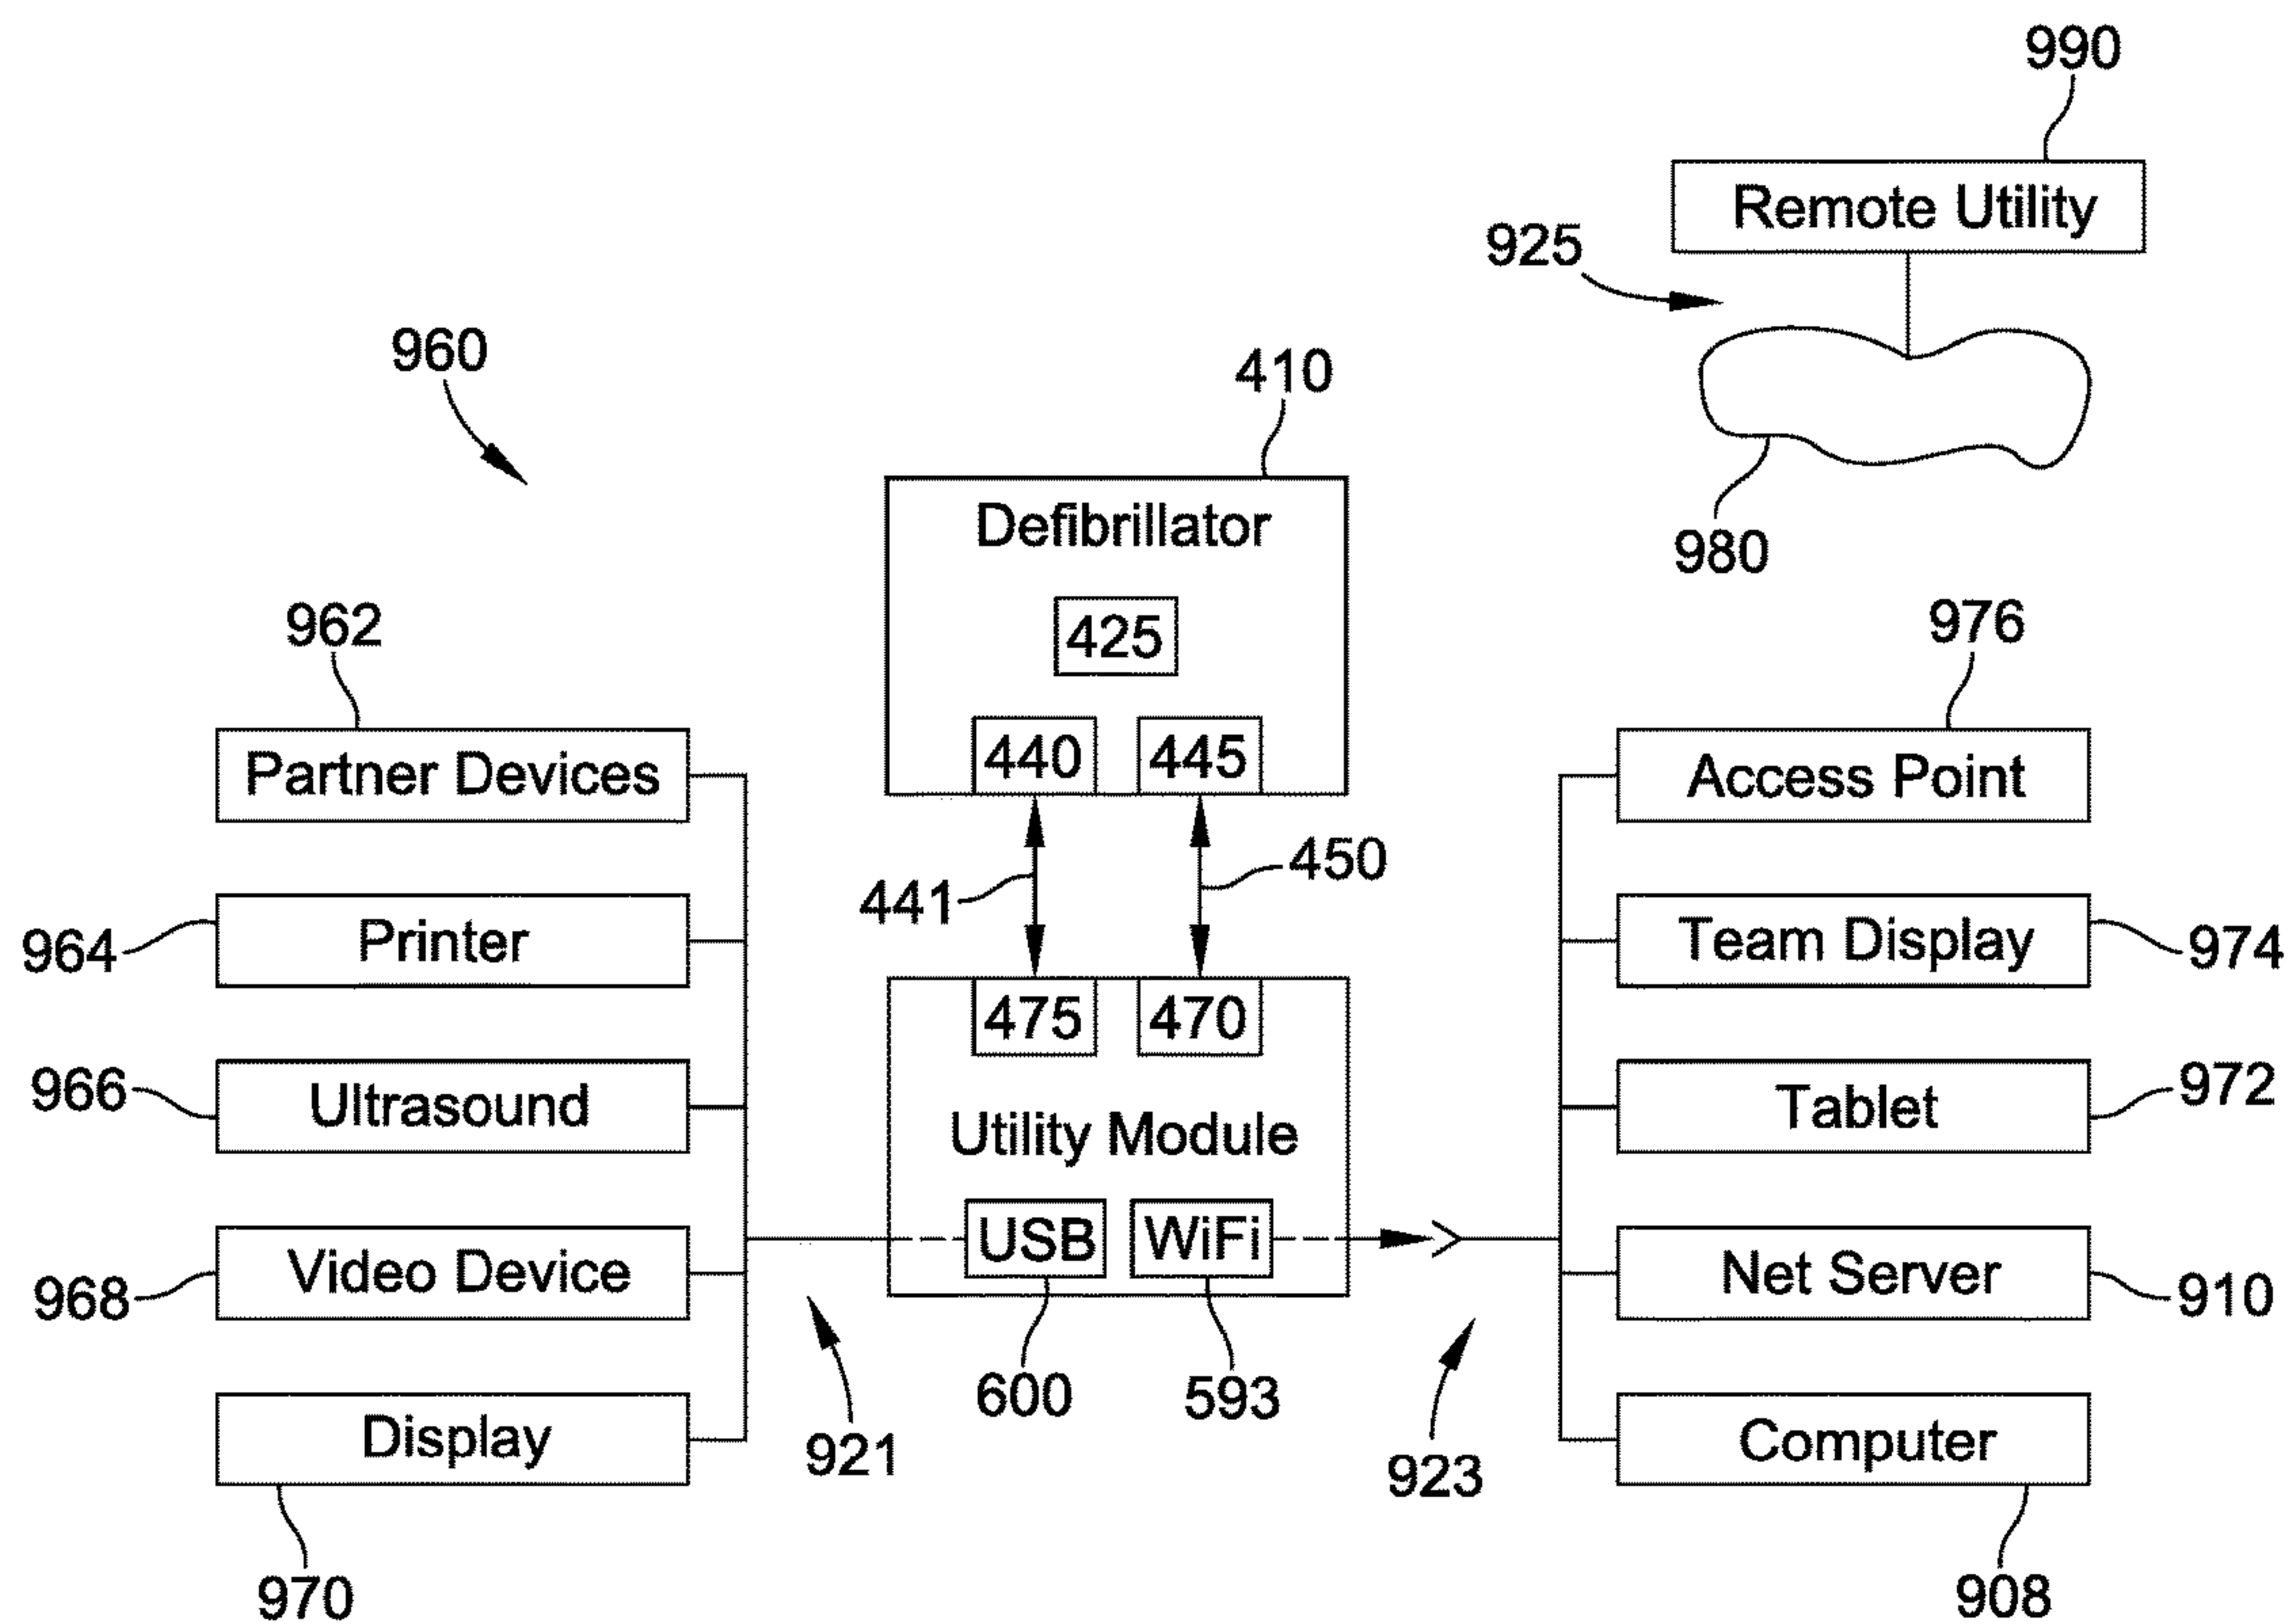 990
Remote Utility
925
960
410
980
Defibrillator
425
440 445
962
Partner Devices
976
Access Point
441
450
964
Printer
Team Display
974
475 470
Utility Module
966
Ultrasound
Tablet
972
968
Video Device
USB
WiFi
Net Server
910
600
593
921
923
Display
970
Computer
908